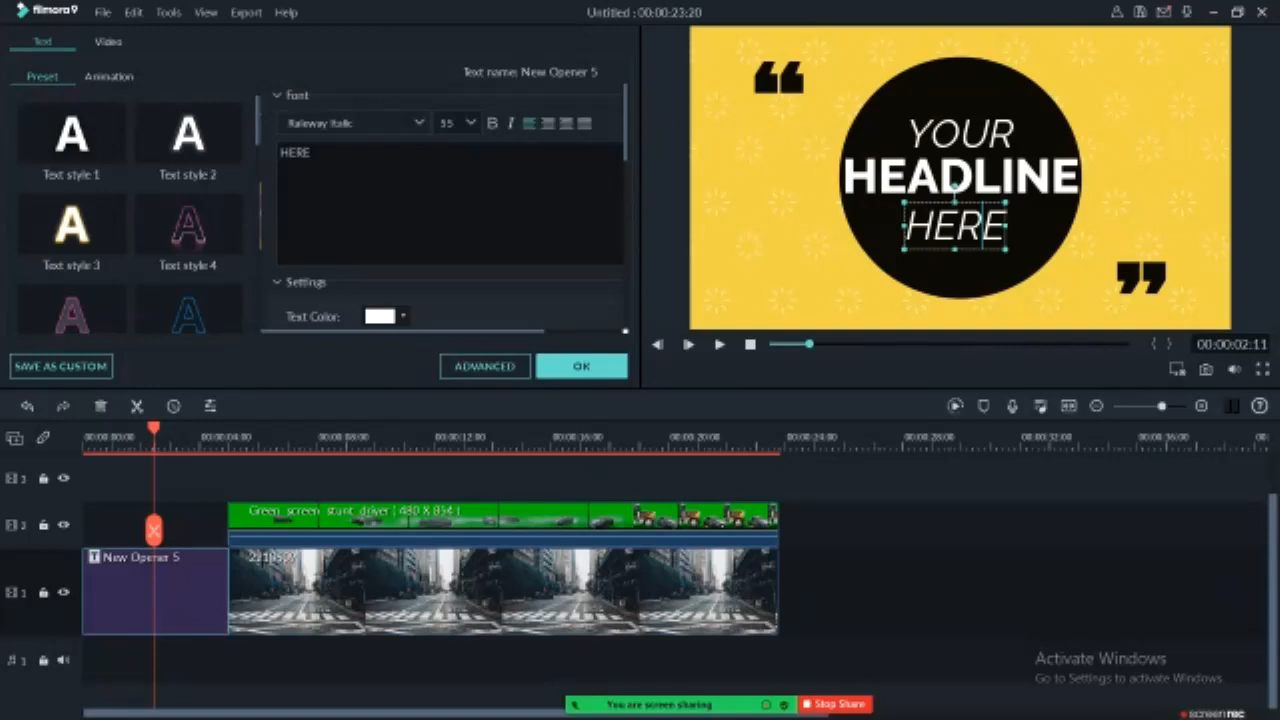 filmora9 File Edit Tools View Export Help Untitled : 00:00:23:20
Text Video
Preset Animation Text name: New Opener 5
Font
A A Raleway Italic 55 B I
Text style 1 Text style 2 HERE
A A
Text style 3 Text style 4
Settings
A A Text Color:
SAVE AS CUSTOM ADVANCED OK
❝
YOUR
HEADLINE
HERE
❞
{ } 00:00:02:11
00:00:00:00 00:00:04:00 00:00:08:00 00:00:12:00 00:00:16:00 00:00:20:00 00:00:24:00 00:00:28:00 00:00:32:00 00:00:36:00 00:
3
2 Green_screen_stunt_driver ( 480 X 854 )
T New Opener 5
1
1
Activate Windows
Go to Settings to activate Windows.
You are screen sharing Stop Share
screenrec